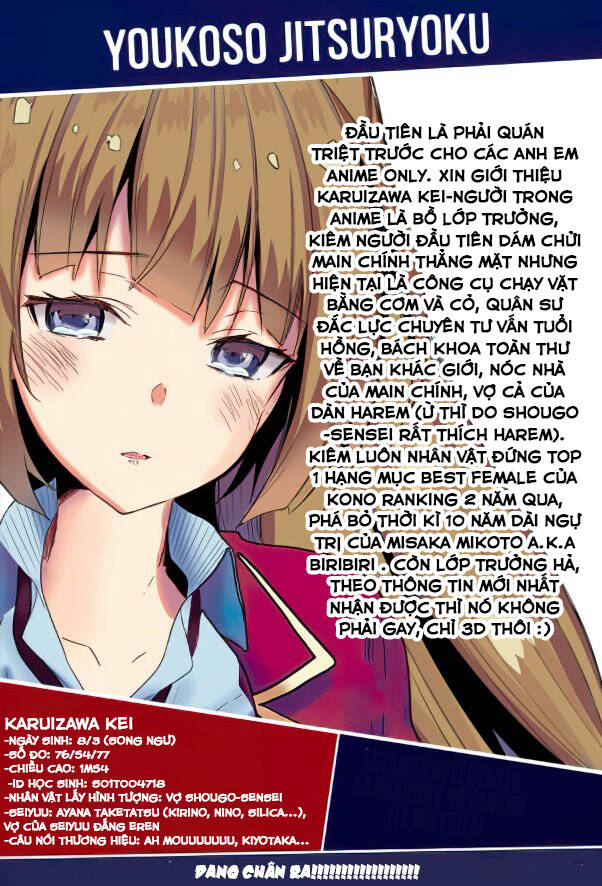 YOUKOSO JITSURYOKU
ĐẦU TIÊN LÀ PHẢI QUÁN
TRIỆT TRƯỚC CHO CÁC ANH EM
ANIME ONLY. XIN GIỚI THIỆU
KARUIZAWA KEI-NGƯỜI TRONG
ANIME LÀ BỒ LỚP TRƯỞNG,
KIÊM NGƯỜI ĐẦU TIÊN DÁM CHỬI
MAIN CHÍNH THẲNG MẶT NHƯNG
HIỆN TẠI LÀ CÔNG CỤ CHẠY VẶT
BẰNG CƠM VÀ CỎ, QUÂN SƯ
ĐẮC LỰC CHUYÊN TƯ VẤN TUỔI
HỒNG, BÁCH KHOA TOÀN THƯ
VỀ BẠN KHÁC GIỚI, NÓC NHÀ
CỦA MAIN CHÍNH, VỢ CẢ CỦA
DÀN HAREM (Ừ THÌ DO SHOUGO
-SENSEI RẤT THÍCH HAREM).
KIÊM LUÔN NHÂN VẬT ĐỨNG TOP
1 HẠNG MỤC BEST FEMALE CỦA
KONO RANKING 2 NĂM QUA,
PHÁ BỎ THỜI KÌ 10 NĂM DÀI NGỰ
TRỊ CỦA MISAKA MIKOTO A.K.A
BIRIBIRI . CÒN LỚP TRƯỞNG HẢ,
THEO THÔNG TIN MỚI NHẤT
NHẬN ĐƯỢC THÌ NÓ KHÔNG
PHẢI GAY, CHỈ 3D THÔI :)
KARUIZAWA KEI
-NGÀY SINH: 8/3 (SONG NGƯ)
-SỐ ĐO: 76/54/77
-CHIỀU CAO: 1M54
-ID HỌC SINH: S01T004718
-NHÂN VẬT LẤY HÌNH TƯỢNG: VỢ SHOUGO-SENSEI
-SEIYUU: AYANA TAKETATSU (KIRINO, NINO, SILICA...),
VỢ CỦA SEIYUU ĐẤNG EREN
-CÂU NÓI THƯƠNG HIỆU: AH MOUUUUUUU, KIYOTAKA...
DANG CHÂN RA!!!!!!!!!!!!!!!!!!!!